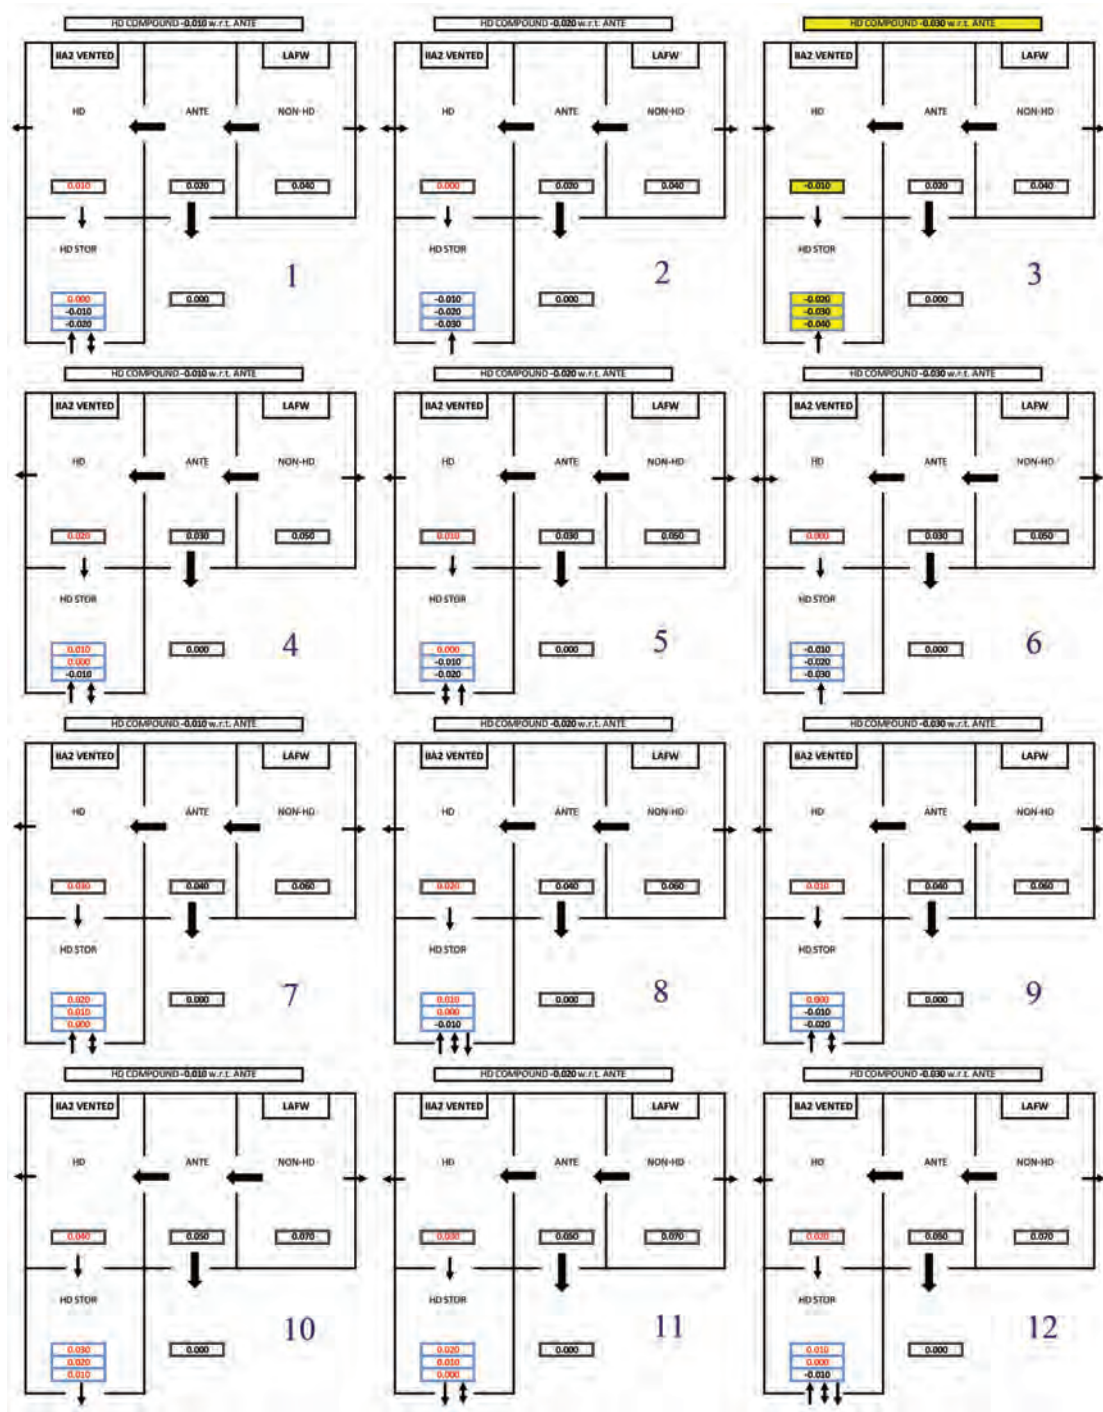 HD COMPOUND -0.010 w.r.t. ANTE
HD COMPOUND -0.020 w.r.t. ANTE
HD COMPOUND -0.030 w.r.t. ANTE
IIA2 VENTED LAFW
IIA2 VENTED LAFW
IIA2 VENTED LAFW
HD ANTE NON-HD
HD ANTE NON-HD
HD ANTE NON-HD
0.010 0.020 0.040
0.000 0.020 0.040
-0.010 0.020 0.040
HD STOR
HD STOR
HD STOR
1
2
3
0.000 0.000
-0.010
-0.020
-0.010 0.000
-0.020
-0.030
-0.020 0.000
-0.030
-0.040
HD COMPOUND -0.010 w.r.t. ANTE
HD COMPOUND -0.020 w.r.t. ANTE
HD COMPOUND -0.030 w.r.t. ANTE
IIA2 VENTED LAFW
IIA2 VENTED LAFW
IIA2 VENTED LAFW
HD ANTE NON-HD
HD ANTE NON-HD
HD ANTE NON-HD
0.020 0.030 0.050
0.010 0.030 0.050
0.000 0.030 0.050
HD STOR
HD STOR
HD STOR
4
5
6
0.010 0.000
0.000
-0.010
0.000 0.000
-0.010
-0.020
-0.010 0.000
-0.020
-0.030
HD COMPOUND -0.010 w.r.t. ANTE
HD COMPOUND -0.020 w.r.t. ANTE
HD COMPOUND -0.030 w.r.t. ANTE
IIA2 VENTED LAFW
IIA2 VENTED LAFW
IIA2 VENTED LAFW
HD ANTE NON-HD
HD ANTE NON-HD
HD ANTE NON-HD
0.030 0.040 0.060
0.020 0.040 0.060
0.010 0.040 0.060
HD STOR
HD STOR
HD STOR
7
8
9
0.020 0.000
0.010
0.000
0.010 0.000
0.000
-0.010
0.000 0.000
-0.010
-0.020
HD COMPOUND -0.010 w.r.t. ANTE
HD COMPOUND -0.020 w.r.t. ANTE
HD COMPOUND -0.030 w.r.t. ANTE
IIA2 VENTED LAFW
IIA2 VENTED LAFW
IIA2 VENTED LAFW
HD ANTE NON-HD
HD ANTE NON-HD
HD ANTE NON-HD
0.040 0.050 0.070
0.030 0.050 0.070
0.020 0.050 0.070
HD STOR
HD STOR
HD STOR
10
11
12
0.030 0.000
0.020
0.010
0.020 0.000
0.010
0.000
0.010 0.000
0.000
-0.010